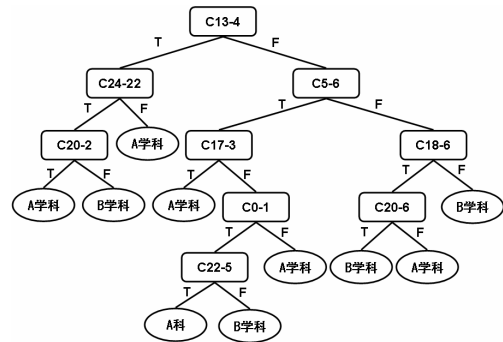 C13-4
T F
C24-22 C5-6
T F T F
C20-2 A学科 C17-3 C18-6
T F T F T F
A学科 B学科 A学科 C0-1 C20-6 B学科
T F T F
C22-5 A学科 B学科 A学科
T F
A科 B学科